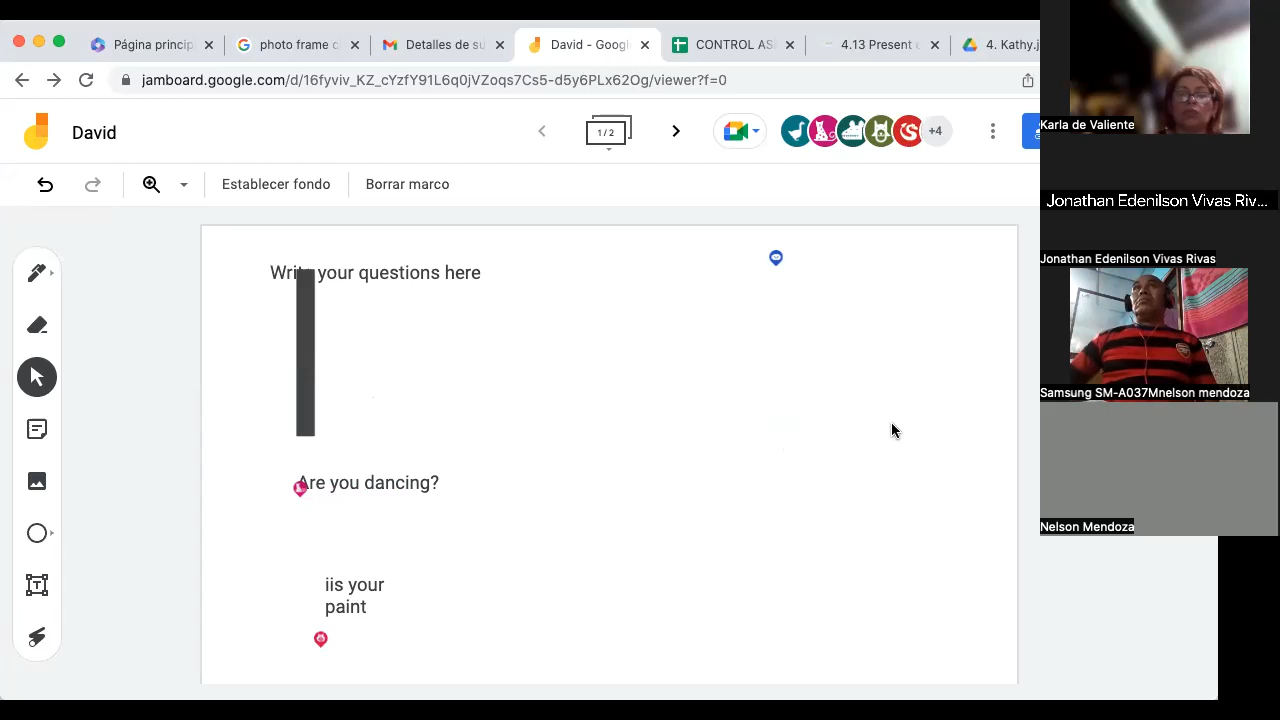 Página princip
photo frame c
Detalles de su
David - Goog
CONTROL AS
4.13 Present
4. Kathy.j
jamboard.google.com/d/16fyviv_KZ_cYzfY91L6q0jVZoqs7Cs5-d5y6PLx62Og/viewer?f=0
David
1/2
+4
Establecer fondo
Borrar marco
Write your questions here
Are you dancing?
iis your
paint
Karla de Valiente
Jonathan Edenilson Vivas Riv...
Jonathan Edenilson Vivas Rivas
Samsung SM-A037Mnelson mendoza
Nelson Mendoza